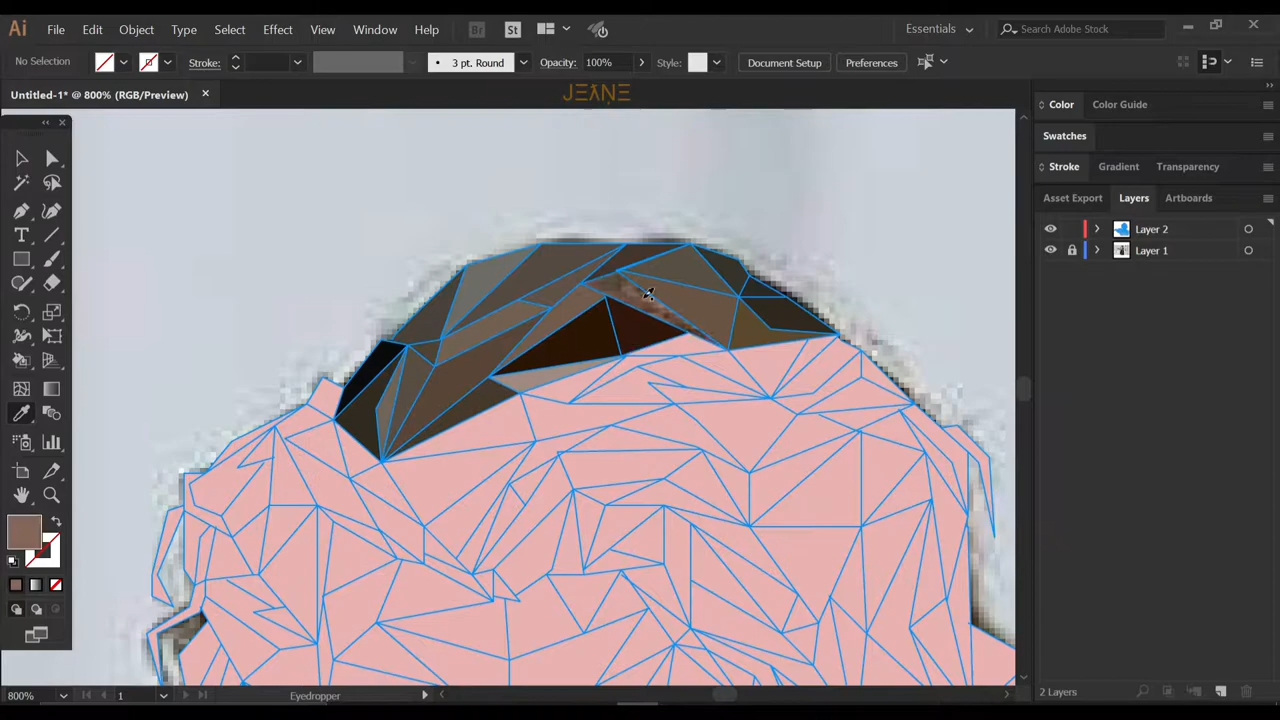 Ai File Edit Object Type Select Effect View Window Help Br St Essentials Search Adobe Stock
No Selection Stroke: 3 pt. Round Opacity: 100% Style: Document Setup Preferences
Untitled-1* @ 800% (RGB/Preview)
JEANE
Color Color Guide
Swatches
Stroke Gradient Transparency
Asset Export Layers Artboards
Layer 2
Layer 1
800% 1 Eyedropper 2 Layers